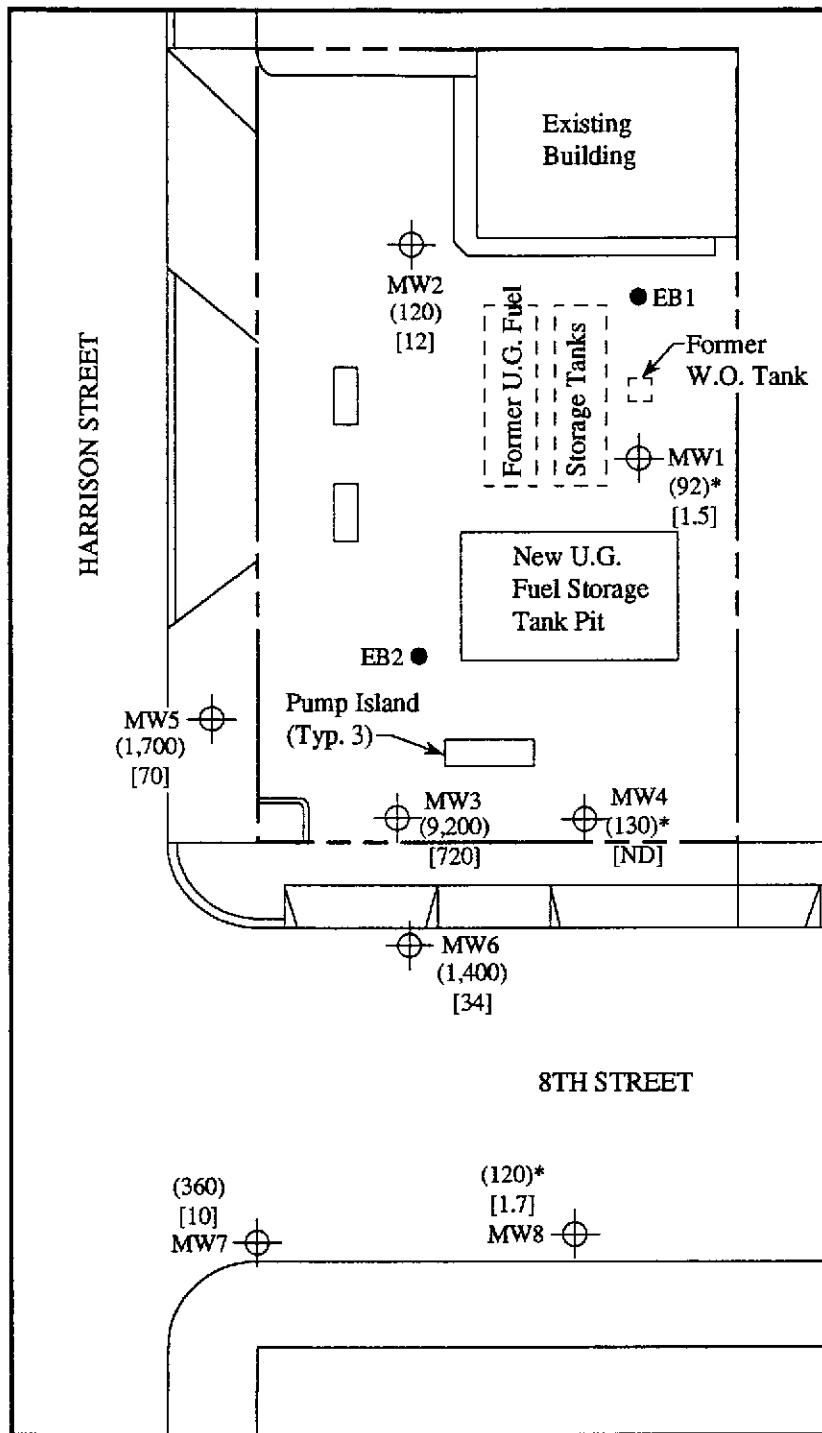 Existing
Building
MW2
(120)
[12]
EB1
Former U.G. Fuel
Storage Tanks
Former
W.O. Tank
MW1
(92)*
[1.5]
HARRISON STREET
New U.G.
Fuel Storage
Tank Pit
EB2
Pump Island
(Typ. 3)
MW5
(1,700)
[70]
MW3
(9,200)
[720]
MW4
(130)*
[ND]
MW6
(1,400)
[34]
8TH STREET
(360)
[10]
MW7
(120)*
[1.7]
MW8